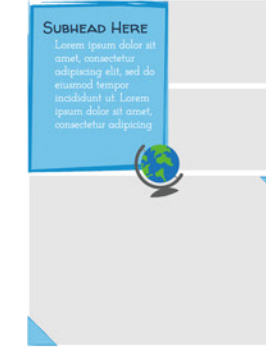 Subhead Here
Lorem ipsum dolor sit
amet, consectetur
adipiscing elit, sed do
eiusmod tempor
incididunt ut. Lorem
ipsum dolor sit amet,
consectetur adipicing